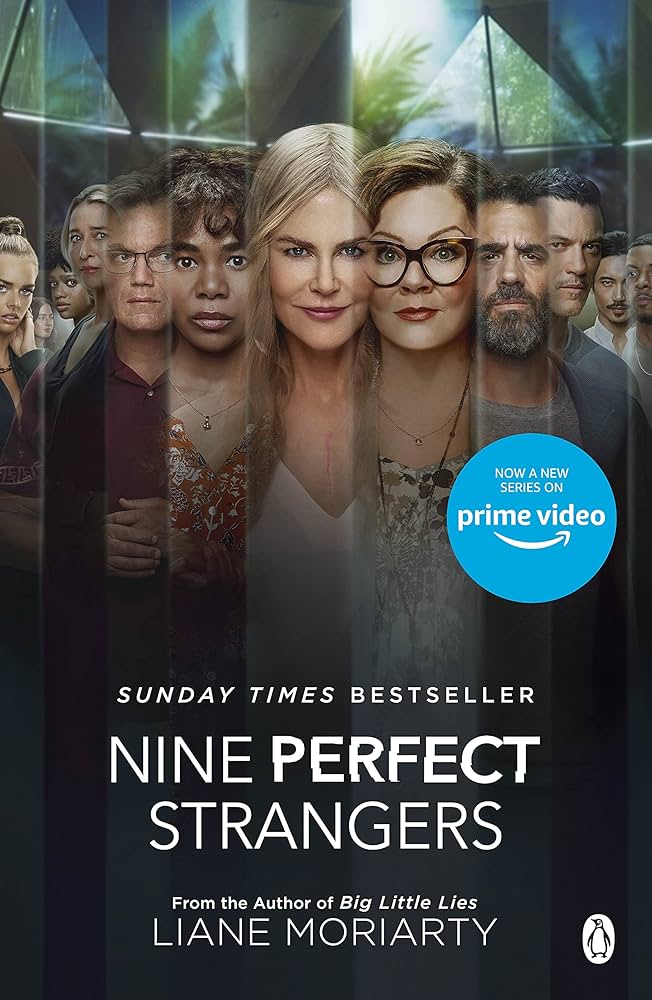 NOW A NEW
SERIES ON
prime video
SUNDAY TIMES BESTSELLER
NINE PERFECT
STRANGERS
From the Author of Big Little Lies
LIANE MORIARTY